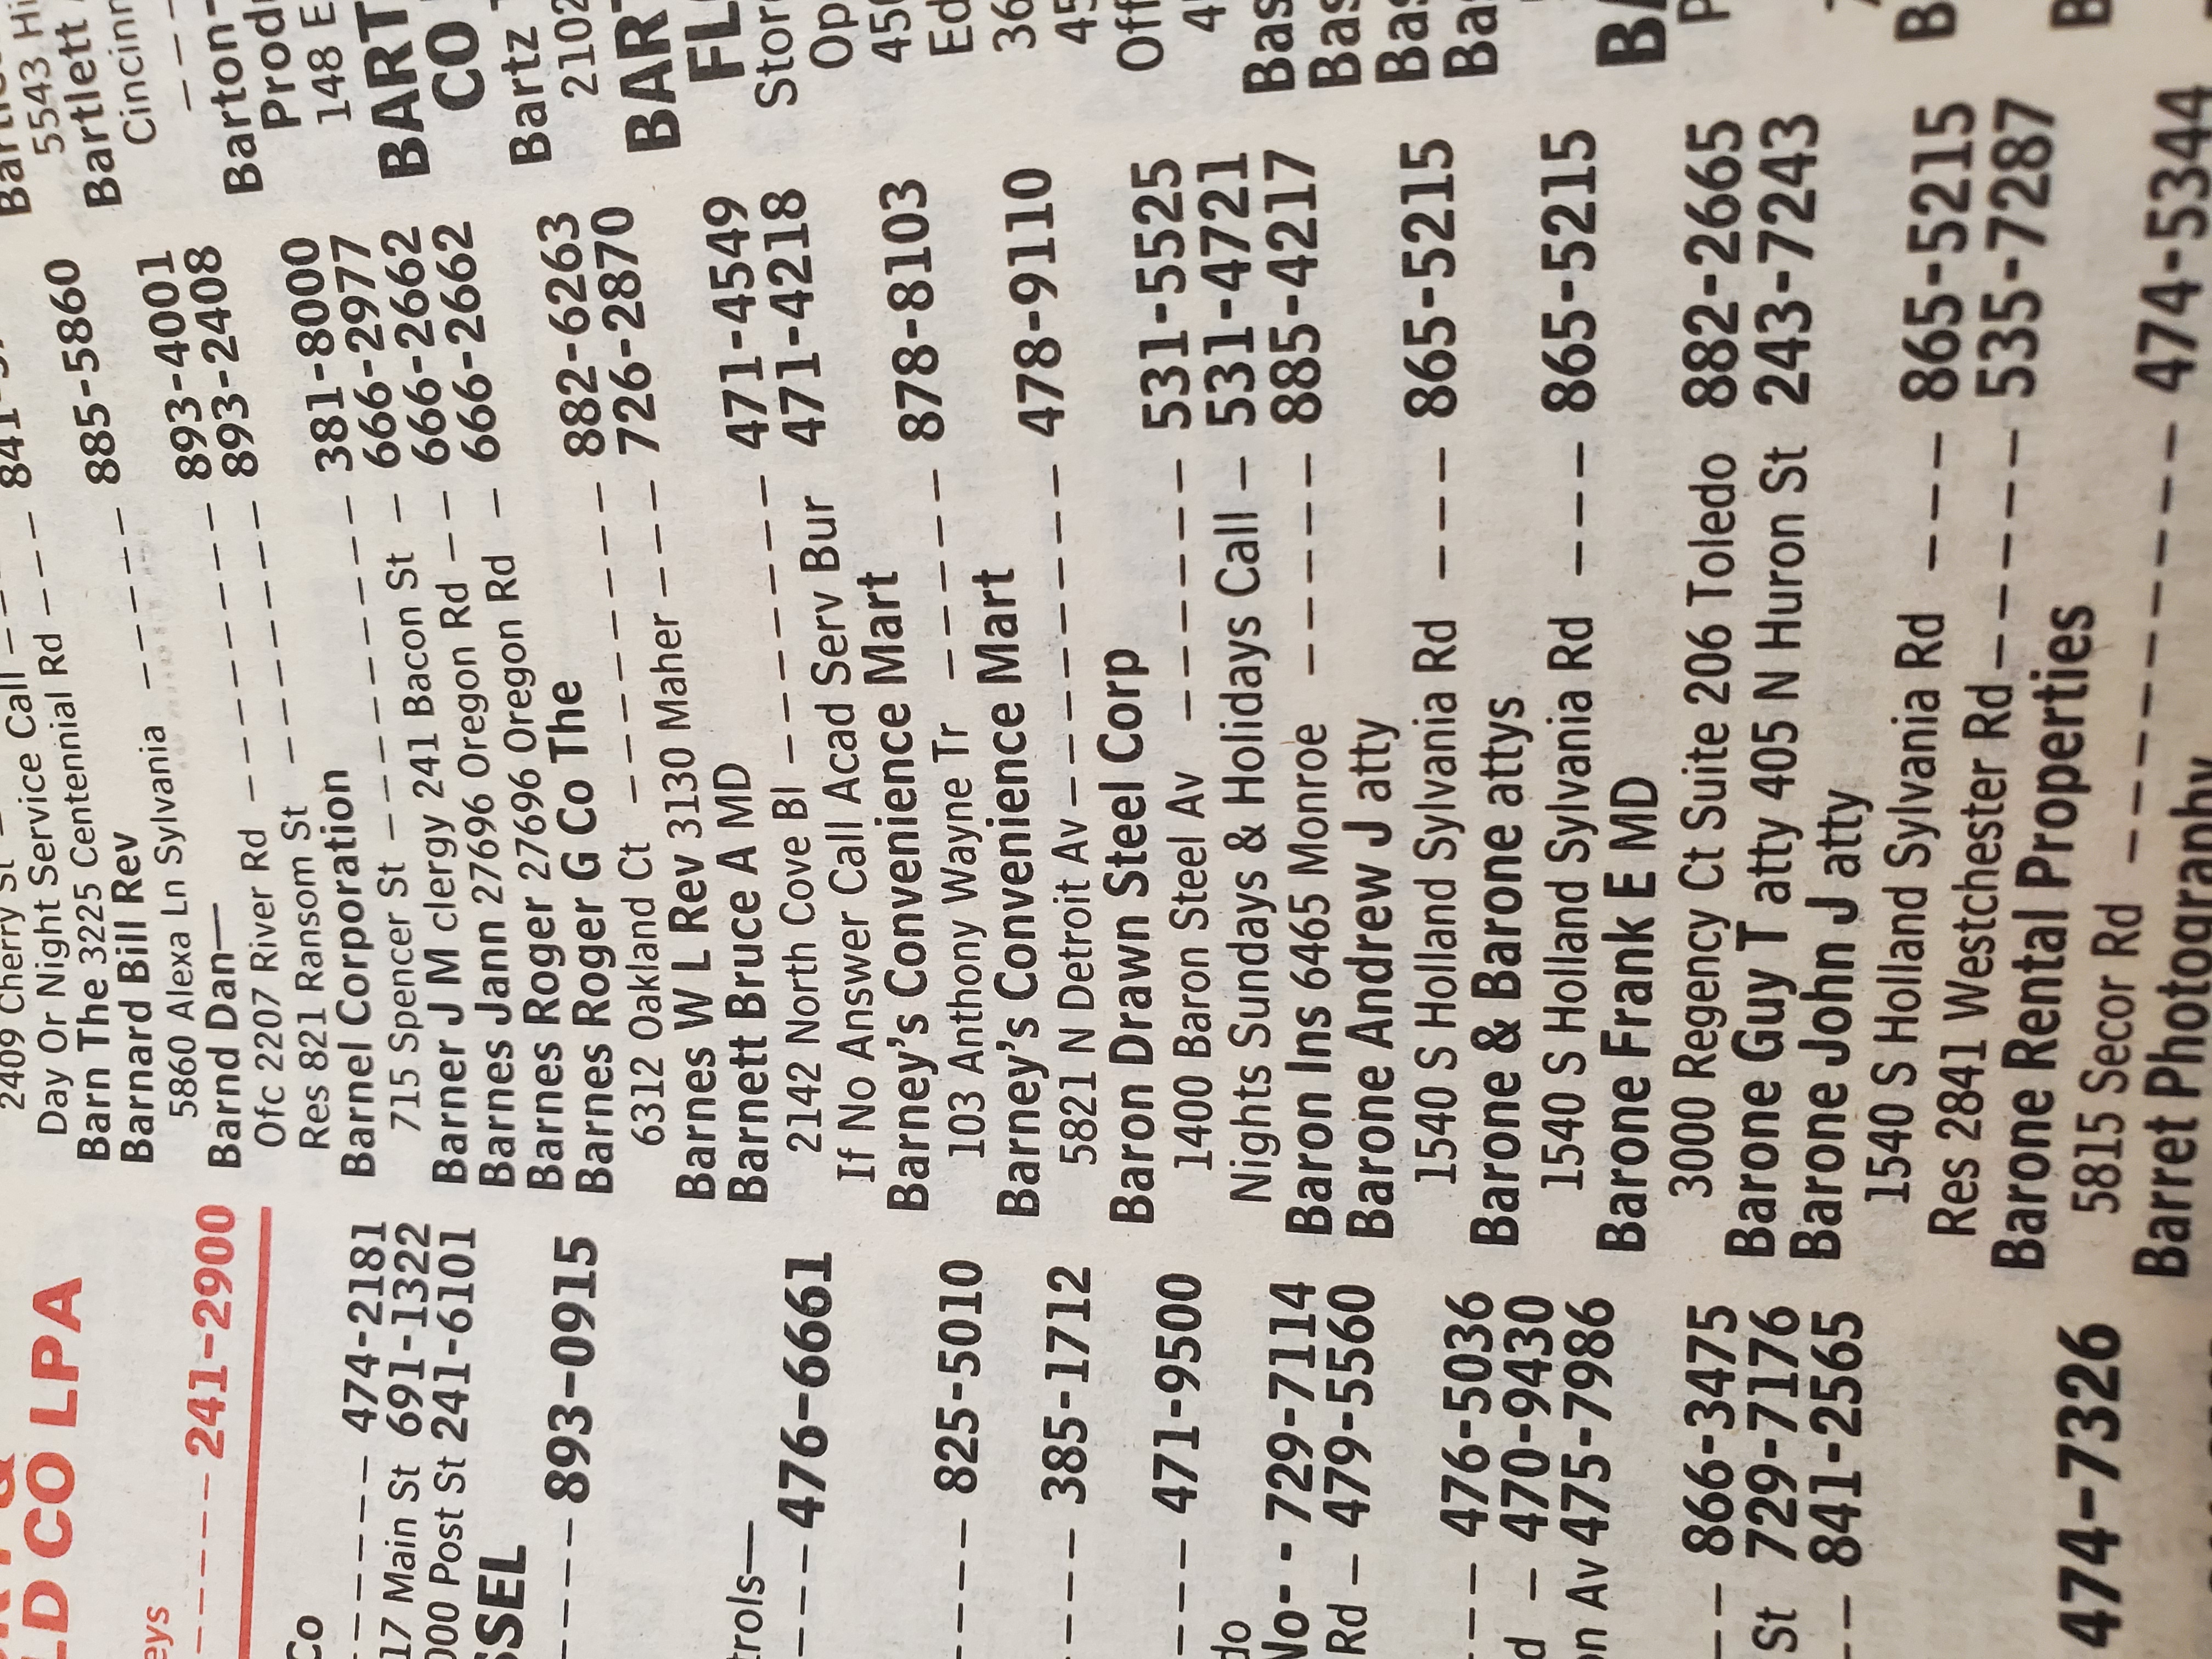 LD CO LPA
eys
241-2900
Co
474-2181
17 Main St 691-1322
000 Post St 241-6101
SSEL
893-0915
trols—
476-6661
825-5010
385-1712
471-9500
do
No-- 729-7114
Rd - 479-5560
476-5036
d - 470-9430
on Av 475-7986
866-3475
St 729-7176
841-2565
474-7326
2409 Cherry St
Day Or Night Service Call ---- 841-
Barn The 3225 Centennial Rd ---- 885-5860
Barnard Bill Rev
5860 Alexa Ln Sylvania ----- 893-4001
Barnd Dan—
Ofc 2207 River Rd -------- 893-2408
Res 821 Ransom St -------
Barnel Corporation -------- 381-8000
715 Spencer St -------- 666-2977
Barner J M clergy 241 Bacon St - 666-2662
Barnes Jann 27696 Oregon Rd -- 666-2662
Barnes Roger 27696 Oregon Rd -
Barnes Roger G Co The
6312 Oakland Ct -------- 882-6263
Barnes W L Rev 3130 Maher ---- 726-2870
Barnett Bruce A MD
2142 North Cove Bl ------- 471-4549
If No Answer Call Acad Serv Bur 471-4218
Barney's Convenience Mart
103 Anthony Wayne Tr ------ 878-8103
Barney's Convenience Mart
5821 N Detroit Av --------- 478-9110
Baron Drawn Steel Corp
1400 Baron Steel Av ------- 531-5525
Nights Sundays & Holidays Call - 531-4721
Baron Ins 6465 Monroe ------ 885-4217
Barone Andrew J atty
1540 S Holland Sylvania Rd ---- 865-5215
Barone & Barone attys
1540 S Holland Sylvania Rd ---- 865-5215
Barone Frank E MD
3000 Regency Ct Suite 206 Toledo 882-2665
Barone Guy T atty 405 N Huron St 243-7243
Barone John J atty
1540 S Holland Sylvania Rd ---- 865-5215
Res 2841 Westchester Rd------ 535-7287
Barone Rental Properties
5815 Secor Rd ----------- 474-5344
Barret Photography
5543 Hi
Bartlett
Cincinn
Barton-
Prod
148 E
BART
CO
Bartz
2102
BAR
FL
Stor
Op
450
Ed
36
45
Off
4
Bas
Bas
Bas
Bas
BA
P
B
B